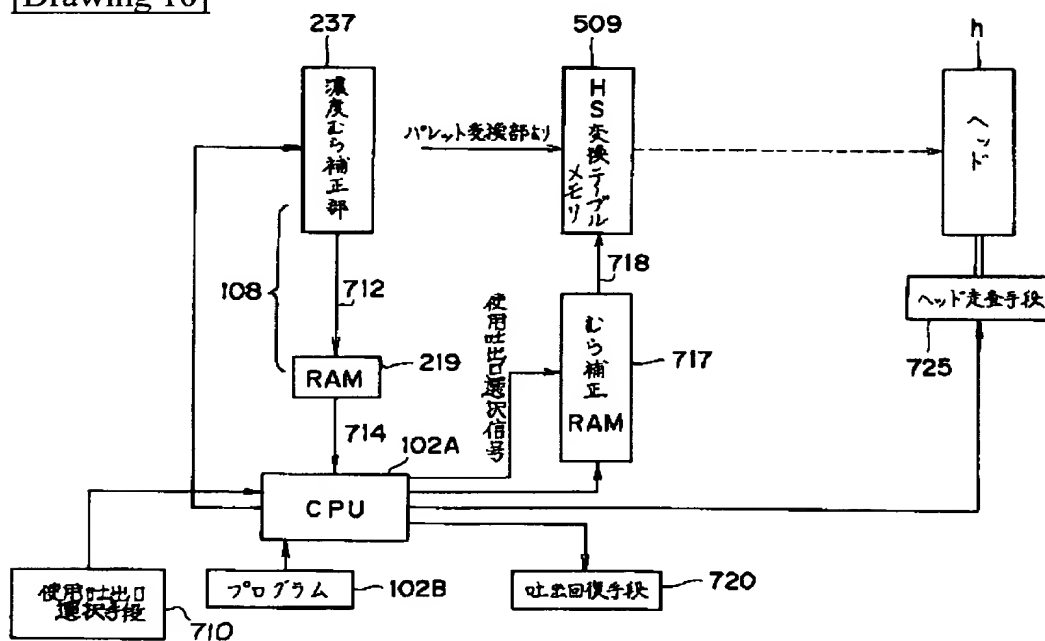 [Drawing 10]
237
509
h
濃度むら補正部
パレット変換部より
HS変換テーブル
メモリ
ヘッド
108
712
718
使用吐出口選択信号
ヘッド走査手段
725
RAM
219
むら補正
RAM
717
714
102A
CPU
使用吐出口
選択手段
710
プログラム
102B
吐出回復手段
720